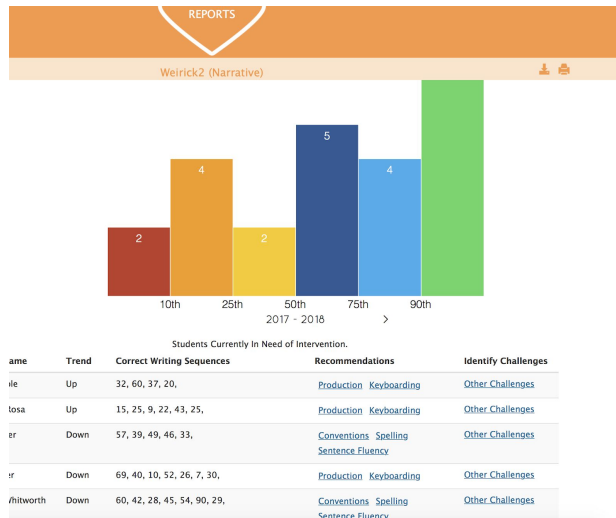 REPORTS
Weirick2 (Narrative)
5
4
4
2
2
10th 25th 50th 75th 90th
2017 - 2018 >
Students Currently In Need of Intervention.
ame Trend Correct Writing Sequences Recommendations Identify Challenges
ole Up 32, 60, 37, 20, Production Keyboarding Other Challenges
Rosa Up 15, 25, 9, 22, 43, 25, Production Keyboarding Other Challenges
er Down 57, 39, 49, 46, 33, Conventions Spelling Other Challenges
Sentence Fluency
er Down 69, 40, 10, 52, 26, 7, 30, Production Keyboarding Other Challenges
Whitworth Down 60, 42, 28, 45, 54, 90, 29, Conventions Spelling Other Challenges
Sentence Fluency